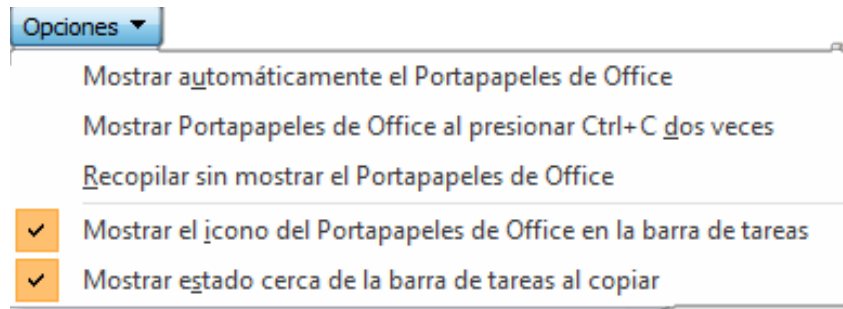 Opciones
Mostrar automáticamente el Portapapeles de Office
Mostrar Portapapeles de Office al presionar Ctrl+C dos veces
Recopilar sin mostrar el Portapapeles de Office
Mostrar el icono del Portapapeles de Office en la barra de tareas
Mostrar estado cerca de la barra de tareas al copiar